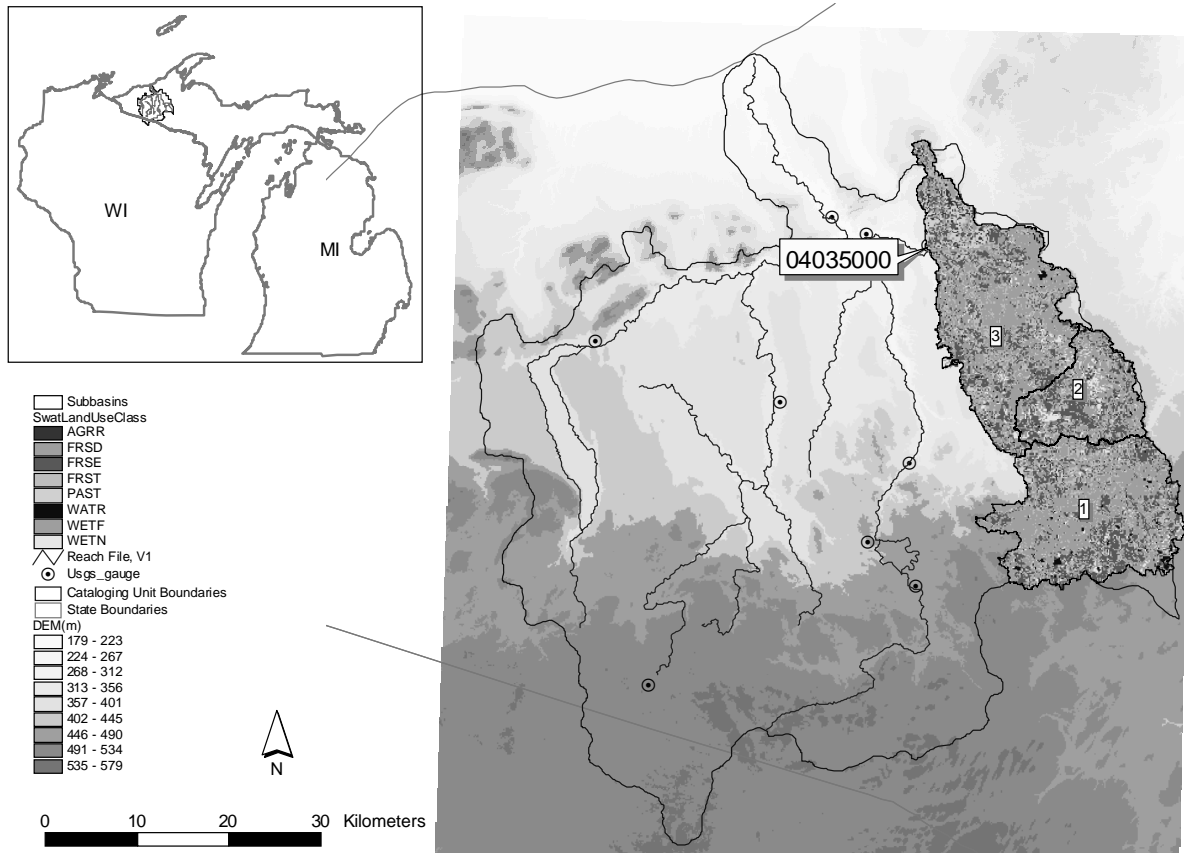 WI
MI
04035000
3
2
1
Subbasins
SwatLandUseClass
AGRR
FRSD
FRSE
FRST
PAST
WATR
WETF
WETN
Reach File, V1
Usgs_gauge
Cataloging Unit Boundaries
State Boundaries
DEM(m)
179 - 223
224 - 267
268 - 312
313 - 356
357 - 401
402 - 445
446 - 490
491 - 534
535 - 579
N
0 10 20 30 Kilometers